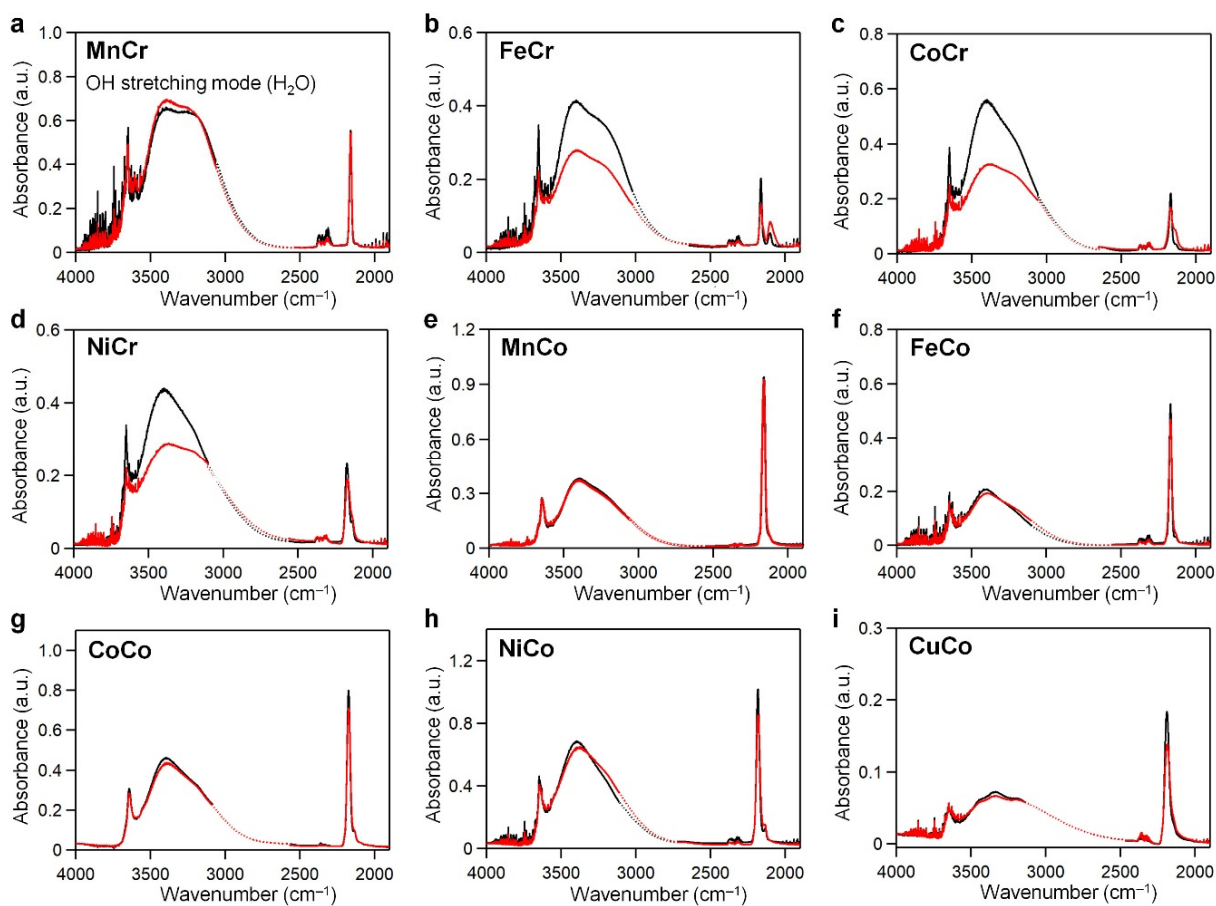 a
MnCr
OH stretching mode (H₂O)
Absorbance (a.u.)
1.0
0.8
0.6
0.4
0.2
0
4000 3500 3000 2500 2000
Wavenumber (cm⁻¹)
b
FeCr
Absorbance (a.u.)
0.6
0.4
0.2
0
4000 3500 3000 2500 2000
Wavenumber (cm⁻¹)
c
CoCr
Absorbance (a.u.)
0.8
0.6
0.4
0.2
0
4000 3500 3000 2500 2000
Wavenumber (cm⁻¹)
d
NiCr
Absorbance (a.u.)
0.6
0.4
0.2
0
4000 3500 3000 2500 2000
Wavenumber (cm⁻¹)
e
MnCo
Absorbance (a.u.)
1.2
0.9
0.6
0.3
0
4000 3500 3000 2500 2000
Wavenumber (cm⁻¹)
f
FeCo
Absorbance (a.u.)
0.8
0.6
0.4
0.2
0
4000 3500 3000 2500 2000
Wavenumber (cm⁻¹)
g
CoCo
Absorbance (a.u.)
1.0
0.8
0.6
0.4
0.2
0
4000 3500 3000 2500 2000
Wavenumber (cm⁻¹)
h
NiCo
Absorbance (a.u.)
1.2
0.8
0.4
0
4000 3500 3000 2500 2000
Wavenumber (cm⁻¹)
i
CuCo
Absorbance (a.u.)
0.3
0.2
0.1
0
4000 3500 3000 2500 2000
Wavenumber (cm⁻¹)